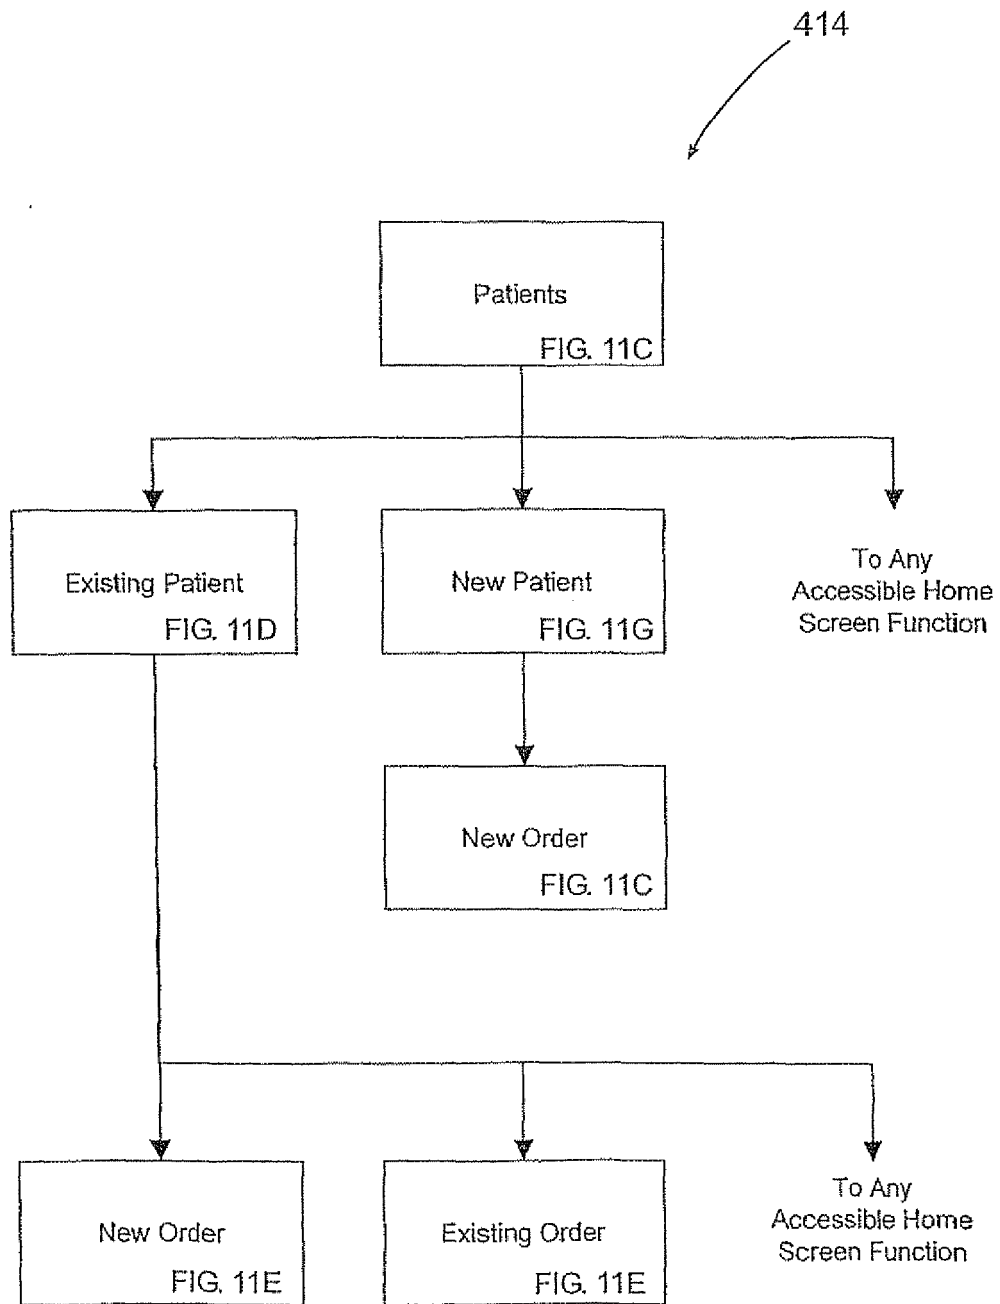 414
Patients
FIG. 11C
Existing Patient
FIG. 11D
New Patient
FIG. 11G
To Any
Accessible Home
Screen Function
New Order
FIG. 11C
New Order
FIG. 11E
Existing Order
FIG. 11E
To Any
Accessible Home
Screen Function